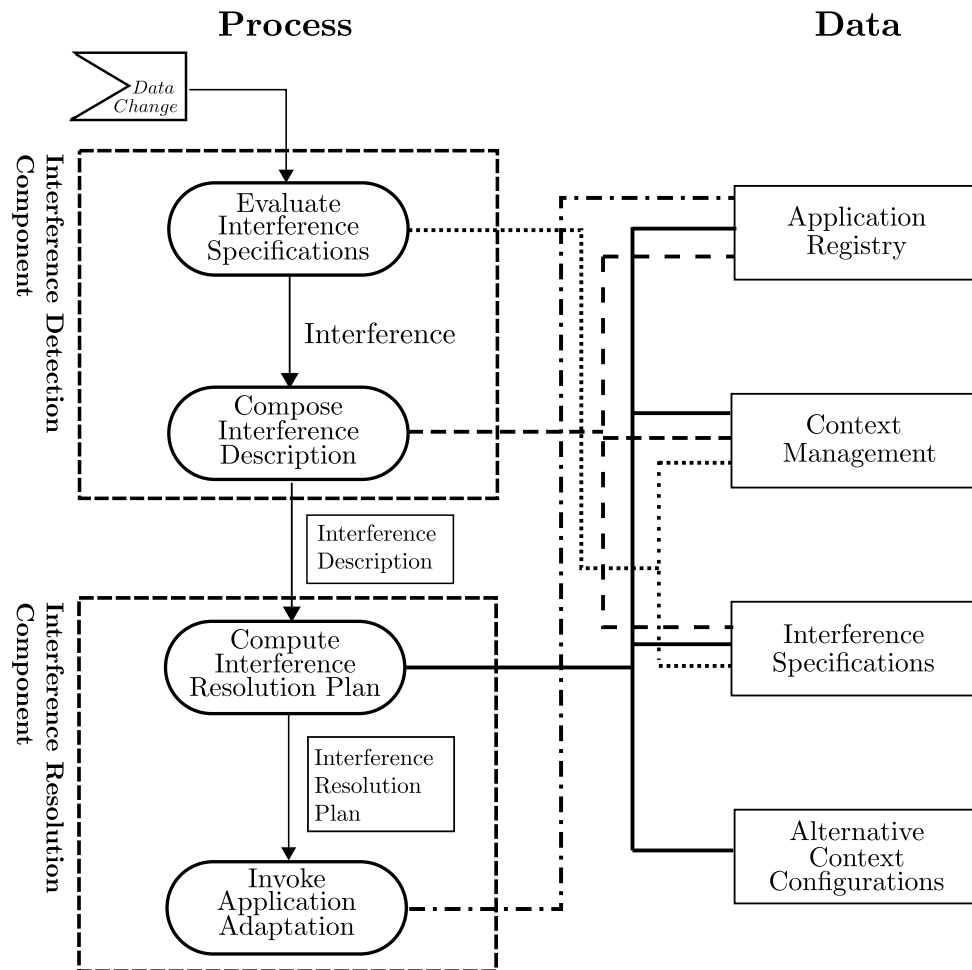 Process
Data
Data
Change
Interference Detection
Component
Evaluate
Interference
Specifications
Interference
Compose
Interference
Description
Interference
Description
Interference Resolution
Component
Compute
Interference
Resolution Plan
Interference
Resolution
Plan
Invoke
Application
Adaptation
Application
Registry
Context
Management
Interference
Specifications
Alternative
Context
Configurations